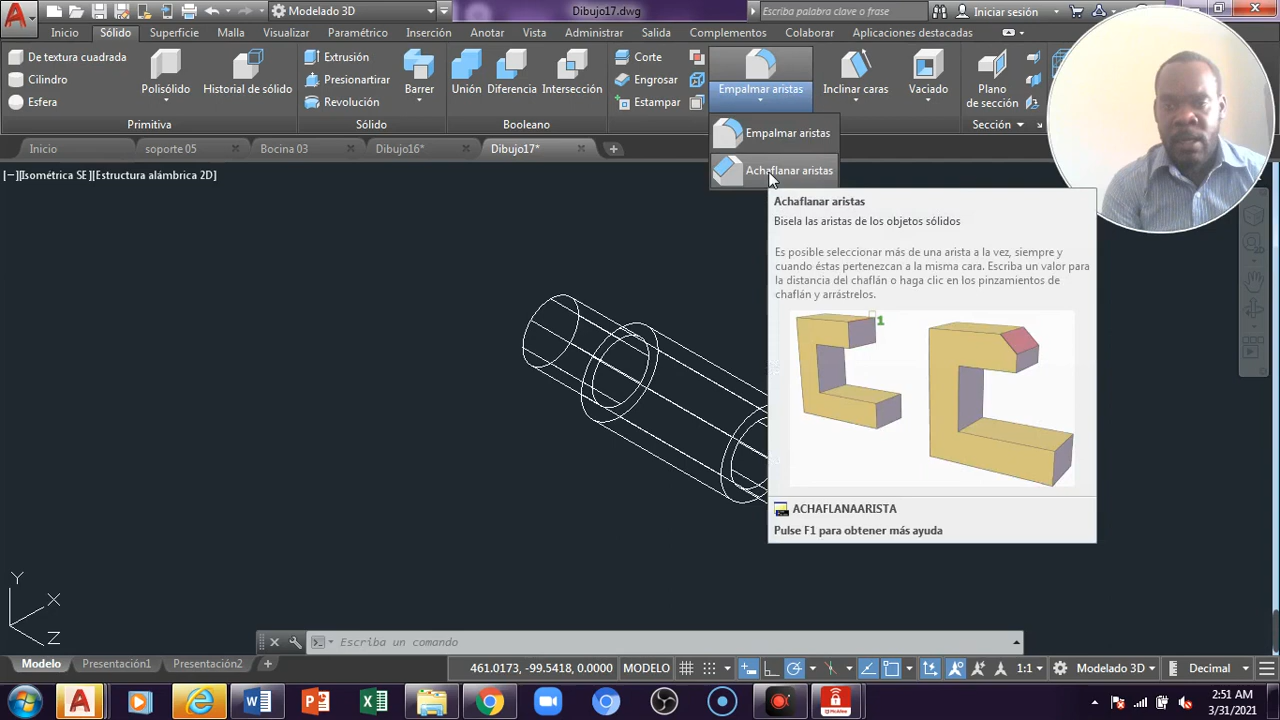 Modelado 3D
Dibujo17.dwg
Escriba palabra clave o frase
Iniciar sesión
Inicio
Sólido
Superficie
Malla
Visualizar
Paramétrico
Inserción
Anotar
Vista
Administrar
Salida
Complementos
Colaborar
Aplicaciones destacadas
De textura cuadrada
Cilindro
Esfera
Polisólido
Historial de sólido
Extrusión
Presionartirar
Revolución
Barrer
Unión
Diferencia
Intersección
Corte
Engrosar
Estampar
Empalmar aristas
Inclinar caras
Vaciado
Plano
de sección
Primitiva
Sólido
Booleano
Sección
Inicio
soporte 05
Bocina 03
Dibujo16*
Dibujo17*
Empalmar aristas
Achaflanar aristas
[−][Isométrica SE][Estructura alámbrica 2D]
Achaflanar aristas
Bisela las aristas de los objetos sólidos
Es posible seleccionar más de una arista a la vez, siempre y
cuando éstas pertenezcan a la misma cara. Escriba un valor para
la distancia del chaflán o haga clic en los pinzamientos de
chaflán y arrástrelos.
1
ACHAFLANAARISTA
Pulse F1 para obtener más ayuda
Y
X
Z
Escriba un comando
Modelo
Presentación1
Presentación2
461.0173, -99.5418, 0.0000
MODELO
1:1
Modelado 3D
Decimal
2:51 AM
3/31/2021